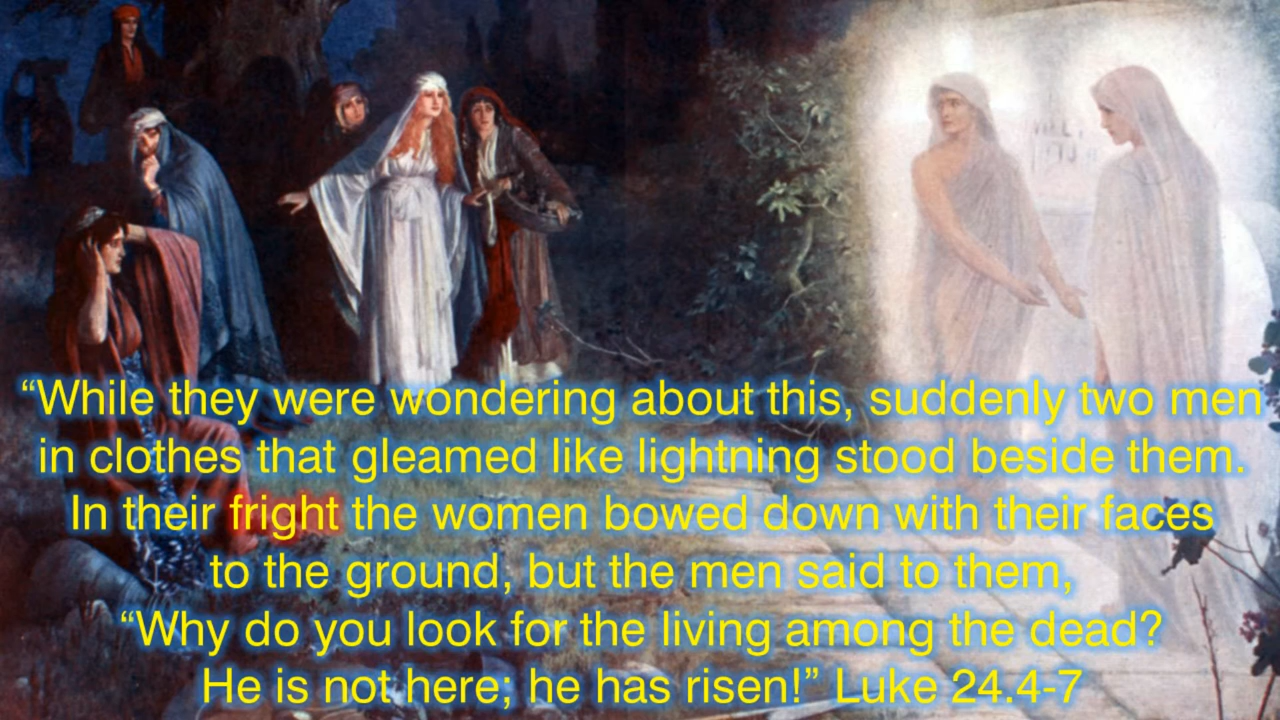 “While they were wondering about this, suddenly two men
in clothes that gleamed like lightning stood beside them.
In their fright the women bowed down with their faces
to the ground, but the men said to them,
“Why do you look for the living among the dead?
He is not here; he has risen!” Luke 24.4-7